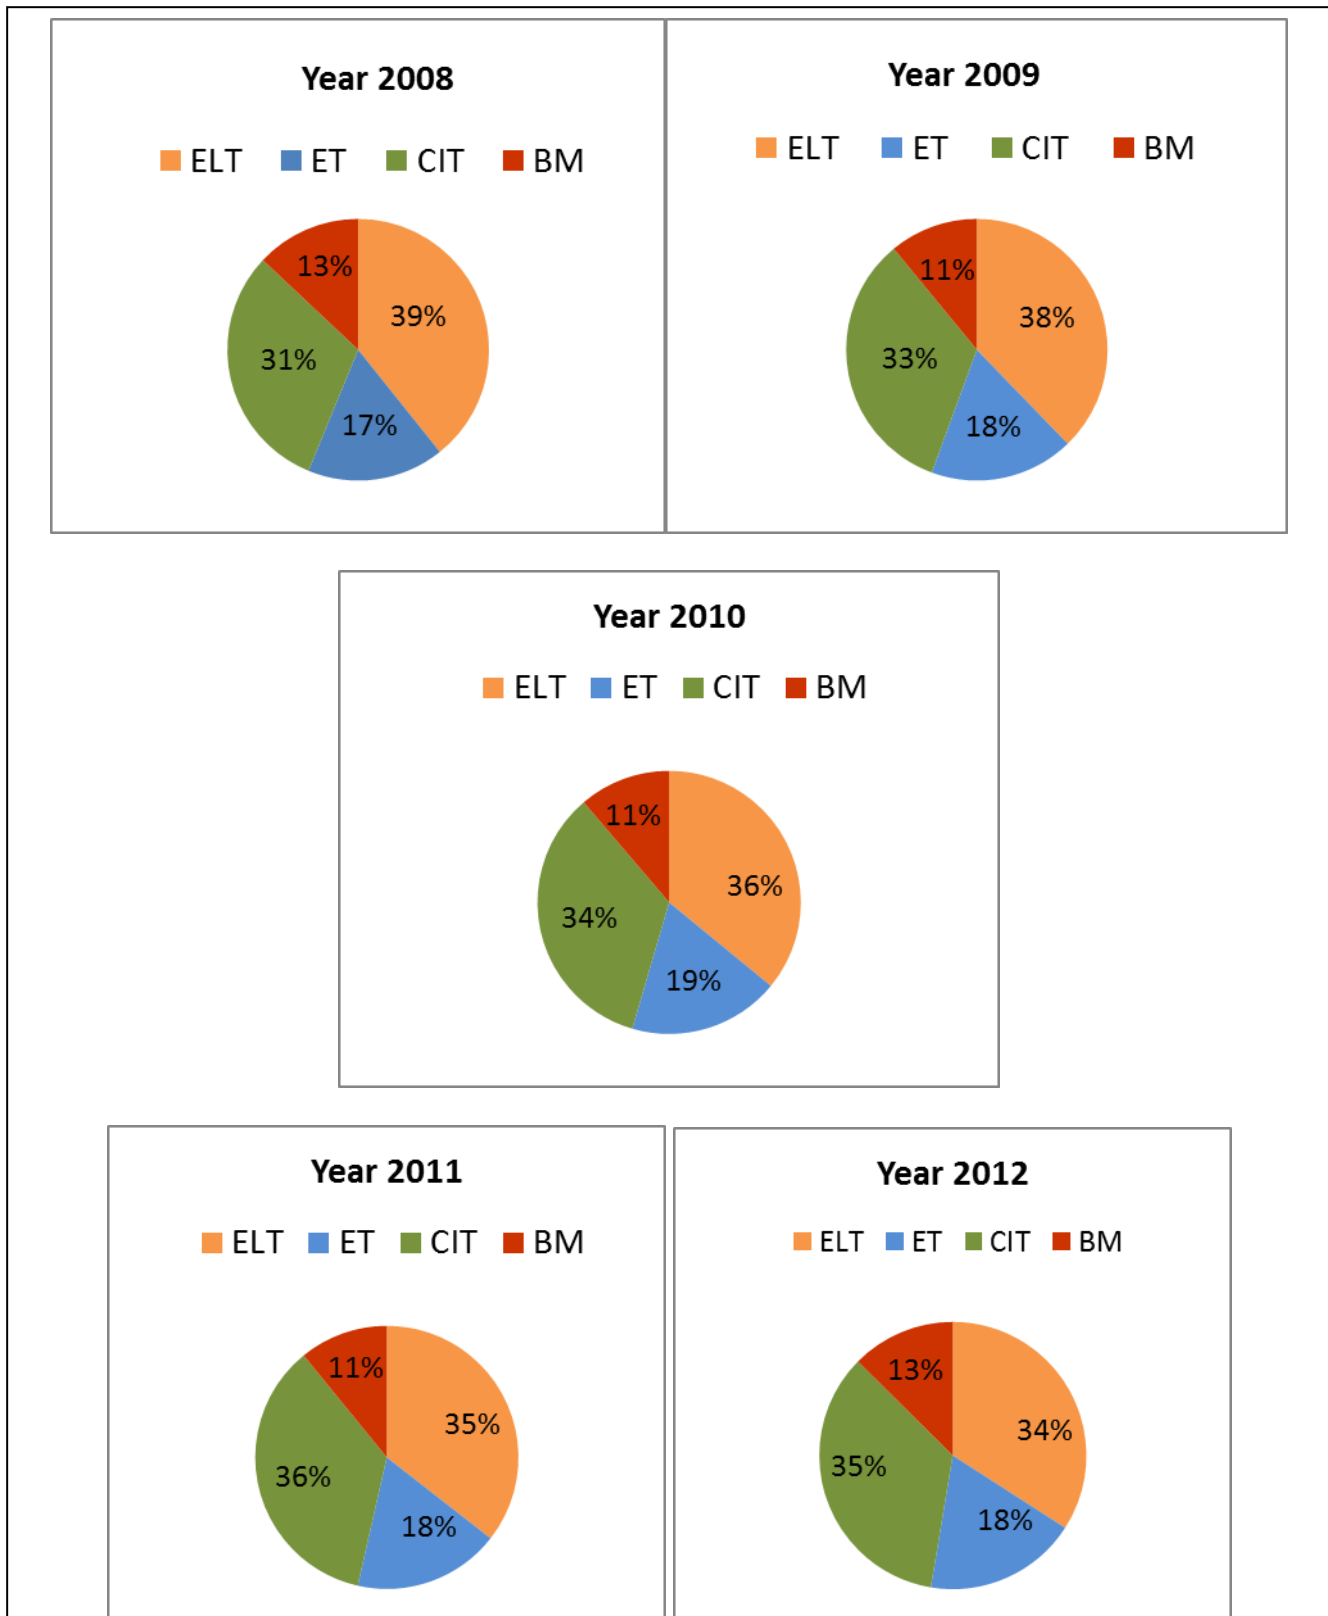 Year 2008
ELT ET CIT BM
13%
39%
31%
17%
Year 2009
ELT ET CIT BM
11%
38%
33%
18%
Year 2010
ELT ET CIT BM
11%
36%
34%
19%
Year 2011
ELT ET CIT BM
11%
35%
36%
18%
Year 2012
ELT ET CIT BM
13%
34%
35%
18%